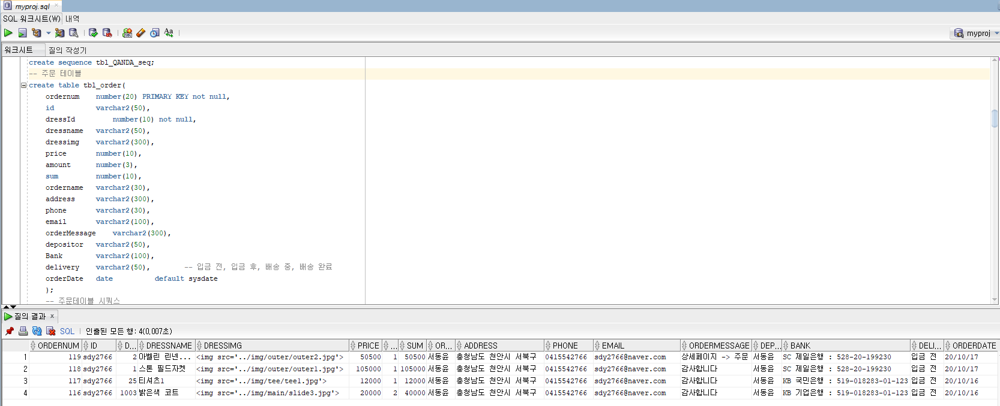 myproj.sql
SQL 워크시트(W) 내역
myproj
워크시트 질의 작성기
create sequence tbl_QANDA_seq;
-- 주문 테이블
create table tbl_order(
ordernum number(20) PRIMARY KEY not null,
id varchar2(50),
dressId number(10) not null,
dressname varchar2(50),
dressimg varchar2(300),
price number(10),
amount number(3),
sum number(10),
ordername varchar2(30),
address varchar2(300),
phone varchar2(30),
email varchar2(100),
orderMessage varchar2(300),
depositor varchar2(50),
Bank varchar2(100),
delivery varchar2(50), -- 입금 전, 입금 후, 배송 중, 배송 완료
orderDate date default sysdate
);
-- 주문테이블 시퀀스
질의 결과 x
SQL 인출된 모든 행: 4(0,007초)
ORDERNUM ID D... DRESSNAME DRESSIMG PRICE ... SUM OR... ADDRESS PHONE EMAIL ORDERMESSAGE DEP... BANK DELI... ORDERDATE
1 119 sdy2766 2 아벨린 린넨... <img src='../img/outer/outer2.jpg'> 50500 1 50500 서동윤 충청남도 천안시 서북구 0415542766 sdy2766@naver.com 상세페이지 -> 주문 서동윤 SC 제일은행 : 528-20-199230 입금 전 20/10/17
2 118 sdy2766 1 스톤 필드자켓 <img src='../img/outer/outer1.jpg'> 105000 1 105000 서동윤 충청남도 천안시 서북구 0415542766 sdy2766@naver.com 감사합니다 서동윤 SC 제일은행 : 528-20-199230 입금 전 20/10/17
3 117 sdy2766 25 티셔츠1 <img src='../img/tee/tee1.jpg'> 12000 1 12000 서동윤 충청남도 천안시 서북구 0415542766 sdy2766@naver.com 감사합니다 서동윤 KB 국민은행 : 519-018283-01-123 입금 전 20/10/16
4 116 sdy2766 1003 밝은색 코트 <img src='../img/main/slide3.jpg'> 20000 2 40000 서동윤 충청남도 천안시 서북구 0415542766 sdy2766@naver.com 감사합니다 서동윤 KB 기업은행 : 519-018283-01-123 입금 전 20/10/16